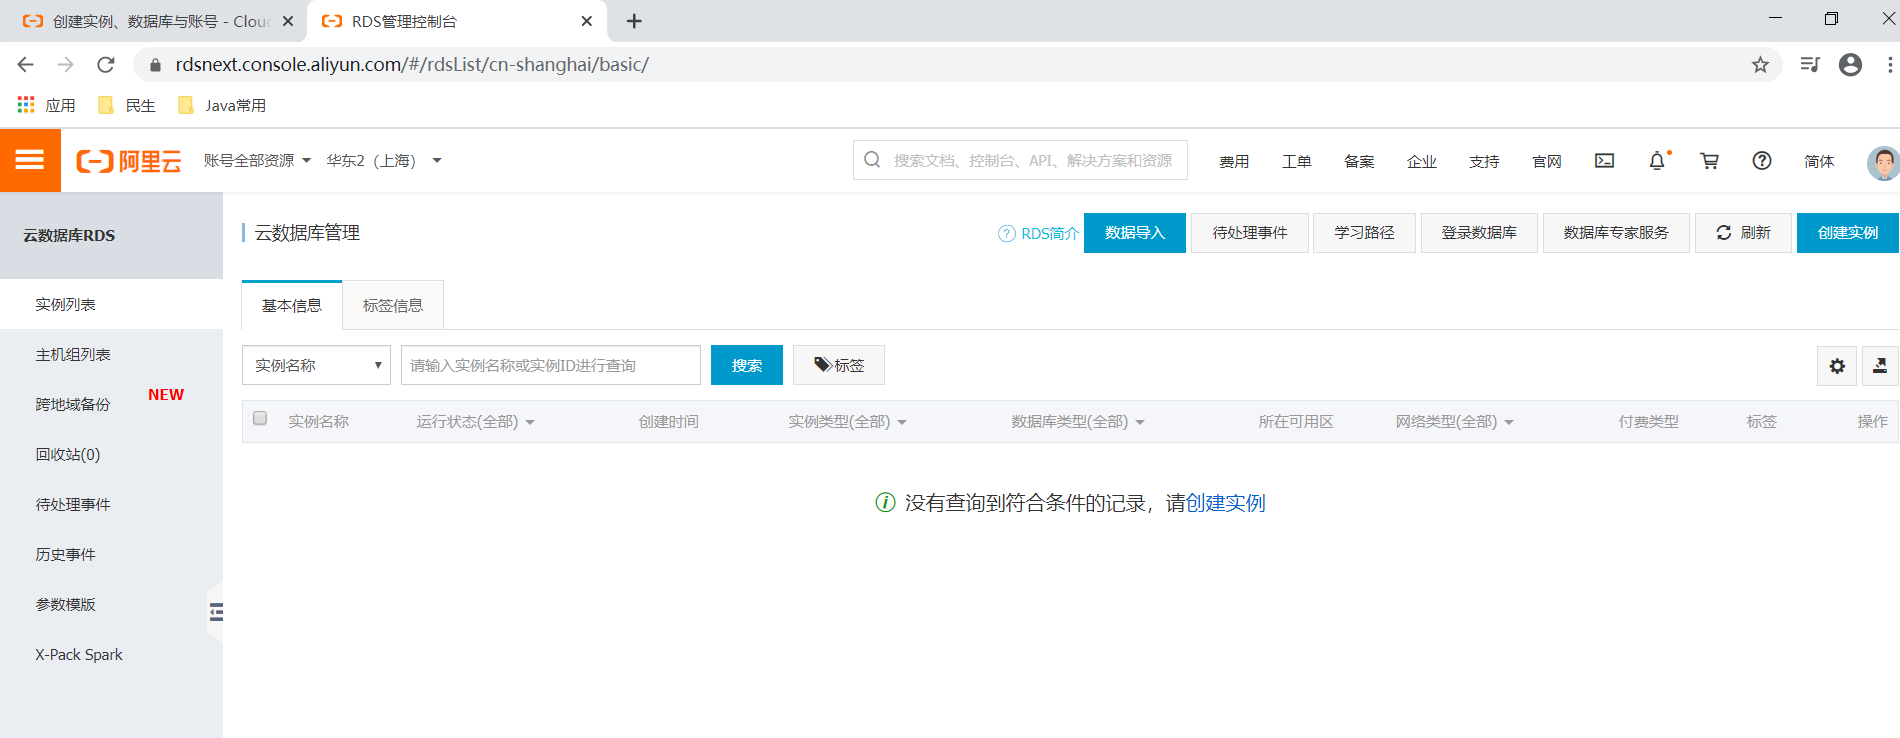 创建实例、数据库与账号 - Clou
RDS管理控制台
rdsnext.console.aliyun.com/#/rdsList/cn-shanghai/basic/
应用 民生 Java常用
阿里云 账号全部资源 华东2（上海） 搜索文档、控制台、API、解决方案和资源 费用 工单 备案 企业 支持 官网 简体
云数据库RDS
实例列表
主机组列表
跨地域备份 NEW
回收站(0)
待处理事件
历史事件
参数模版
X-Pack Spark
云数据库管理 RDS简介 数据导入 待处理事件 学习路径 登录数据库 数据库专家服务 刷新 创建实例
基本信息 标签信息
实例名称 请输入实例名称或实例ID进行查询 搜索 标签
实例名称 运行状态(全部) 创建时间 实例类型(全部) 数据库类型(全部) 所在可用区 网络类型(全部) 付费类型 标签 操作
没有查询到符合条件的记录，请创建实例